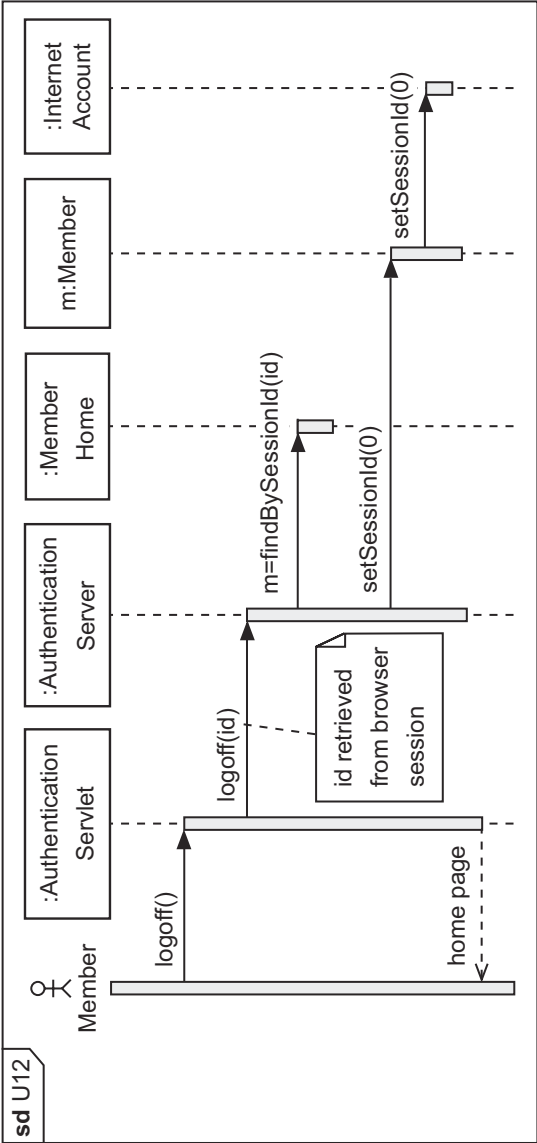 sd U12
Member
:Authentication
Servlet
:Authentication
Server
:Member
Home
m:Member
:Internet
Account
logoff()
logoff(id)
id retrieved
from browser
session
m=findBySessionId(id)
setSessionId(0)
setSessionId(0)
home page